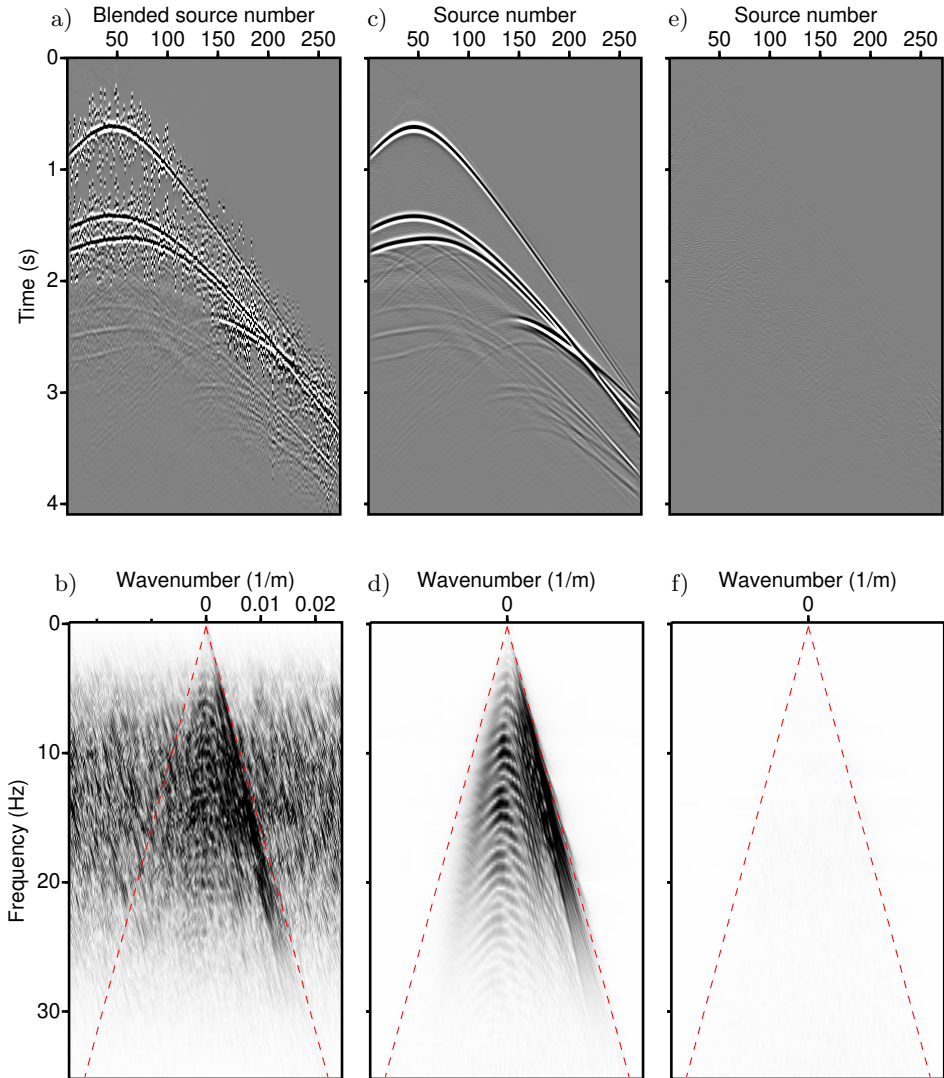 a) Blended source number c) Source number e) Source number
50 100 150 200 250 50 100 150 200 250 50 100 150 200 250
0
1
2
3
4
Time (s)
b) Wavenumber (1/m) d) Wavenumber (1/m) f) Wavenumber (1/m)
0 0.01 0.02 0 0
0
10
20
30
Frequency (Hz)